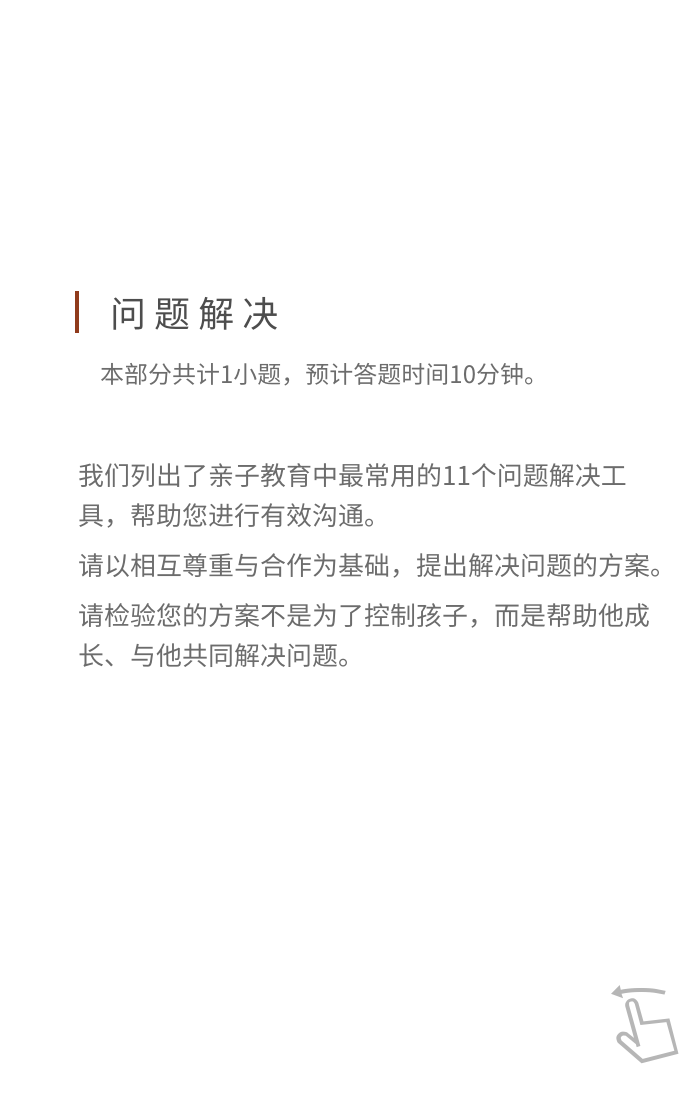 问题解决
本部分共计1小题，预计答题时间10分钟。
我们列出了亲子教育中最常用的11个问题解决工
具，帮助您进行有效沟通。
请以相互尊重与合作为基础，提出解决问题的方案。
请检验您的方案不是为了控制孩子，而是帮助他成
长、与他共同解决问题。